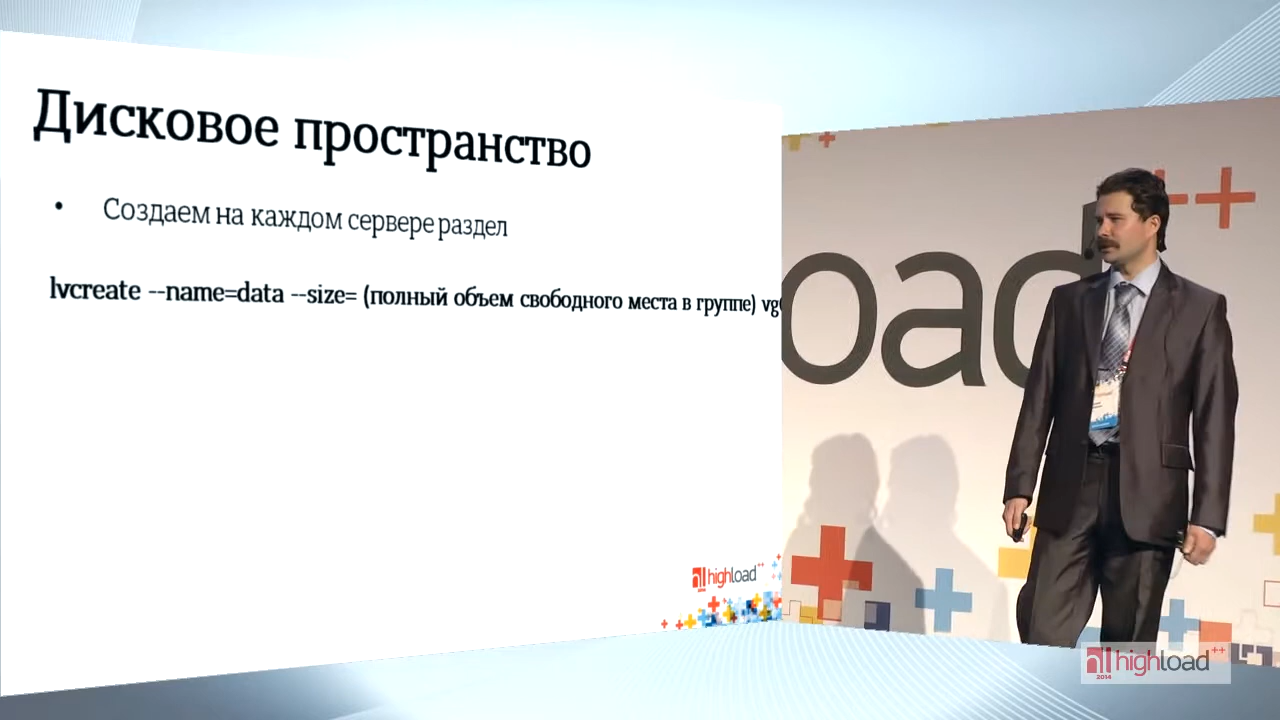 Дисковое пространство
• Создаем на каждом сервере раздел
lvcreate --name=data --size= (полный объем свободного места в группе)
highload++
oad
++
highload++
2014